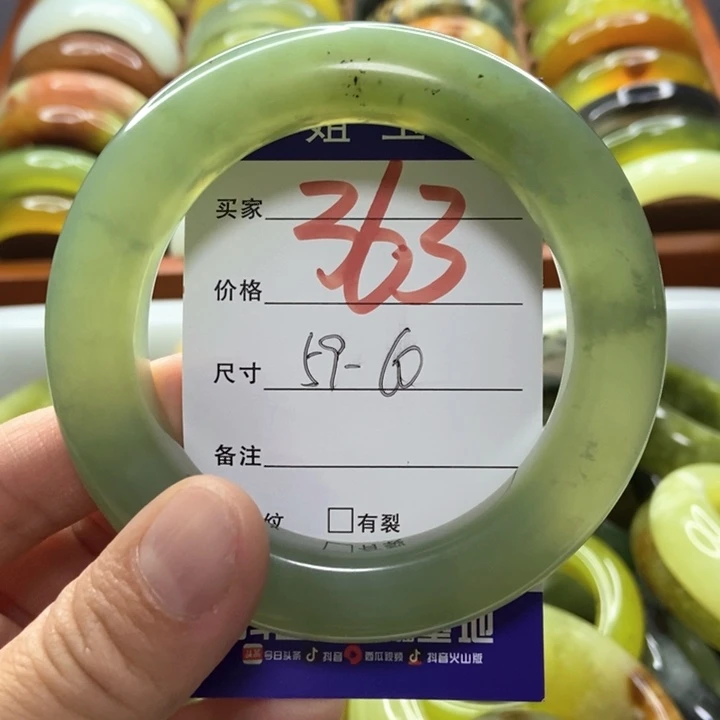 买家 363
价格
尺寸 59-60
备注
纹 □有裂
今日头条 抖音 西瓜视频 抖音火山版